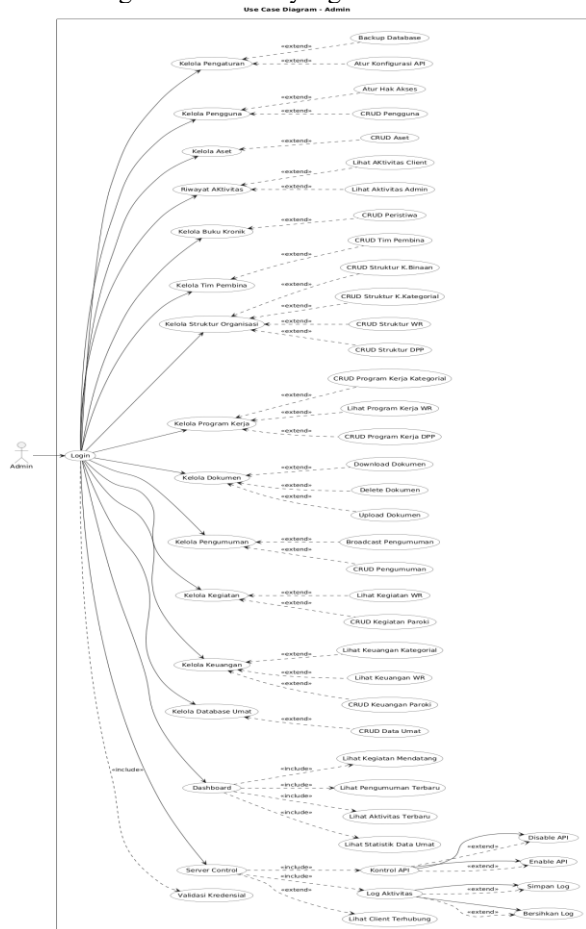 Use Case Diagram - Admin
Backup Database
«extend»
Kelola Pengaturan
«extend»
Atur Konfigurasi API
Atur Hak Akses
«extend»
Kelola Pengguna
«extend»
CRUD Pengguna
CRUD Aset
«extend»
Kelola Aset
Lihat AKtivitas Client
«extend»
Riwayat AKtivitas
«extend»
Lihat Aktivitas Admin
CRUD Peristiwa
«extend»
Kelola Buku Kronik
CRUD Tim Pembina
«extend»
CRUD Struktur K.Binaan
Kelola Tim Pembina
«extend»
CRUD Struktur K.Kategorial
«extend»
Kelola Struktur Organisasi
«extend»
CRUD Struktur WR
«extend»
CRUD Struktur DPP
CRUD Program Kerja Kategorial
«extend»
Lihat Program Kerja WR
«extend»
Kelola Program Kerja
«extend»
CRUD Program Kerja DPP
Admin
Login
Download Dokumen
«extend»
Kelola Dokumen
«extend»
Delete Dokumen
«extend»
Upload Dokumen
Kelola Pengumuman
«extend»
Broadcast Pengumuman
«extend»
CRUD Pengumuman
Kelola Kegiatan
«extend»
Lihat Kegiatan WR
«extend»
CRUD Kegiatan Paroki
Lihat Keuangan Kategorial
«extend»
Kelola Keuangan
«extend»
Lihat Keuangan WR
«extend»
CRUD Keuangan Paroki
Kelola Database Umat
«extend»
CRUD Data Umat
Lihat Kegiatan Mendatang
«include»
«include»
Dashboard
«include»
Lihat Pengumuman Terbaru
«include»
Lihat Aktivitas Terbaru
«include»
Lihat Statistik Data Umat
Disable API
«extend»
Server Control
«include»
Kontrol API
«extend»
Enable API
«include»
Simpan Log
«extend»
Validasi Kredensial
«extend»
Log Aktivitas
«extend»
Bersihkan Log
Lihat Client Terhubung